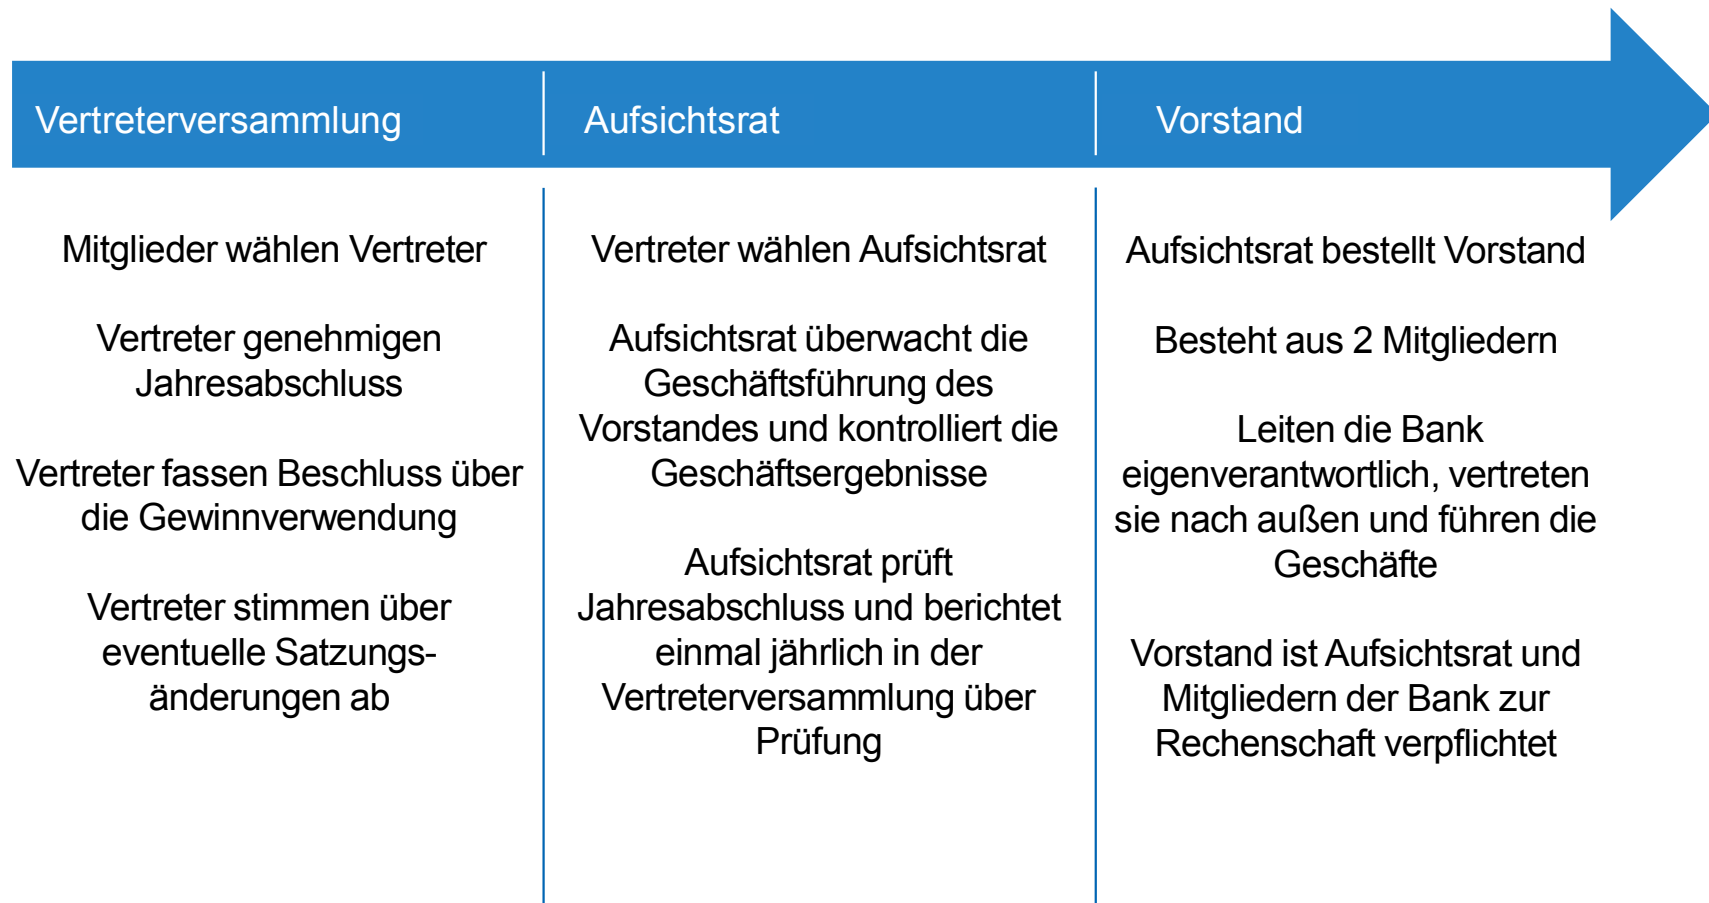 Vertreterversammlung
Aufsichtsrat
Vorstand
Mitglieder wählen Vertreter
Vertreter genehmigen
Jahresabschluss
Vertreter fassen Beschluss über
die Gewinnverwendung
Vertreter stimmen über
eventuelle Satzungs-
änderungen ab
Vertreter wählen Aufsichtsrat
Aufsichtsrat überwacht die
Geschäftsführung des
Vorstandes und kontrolliert die
Geschäftsergebnisse
Aufsichtsrat prüft
Jahresabschluss und berichtet
einmal jährlich in der
Vertreterversammlung über
Prüfung
Aufsichtsrat bestellt Vorstand
Besteht aus 2 Mitgliedern
Leiten die Bank
eigenverantwortlich, vertreten
sie nach außen und führen die
Geschäfte
Vorstand ist Aufsichtsrat und
Mitgliedern der Bank zur
Rechenschaft verpflichtet